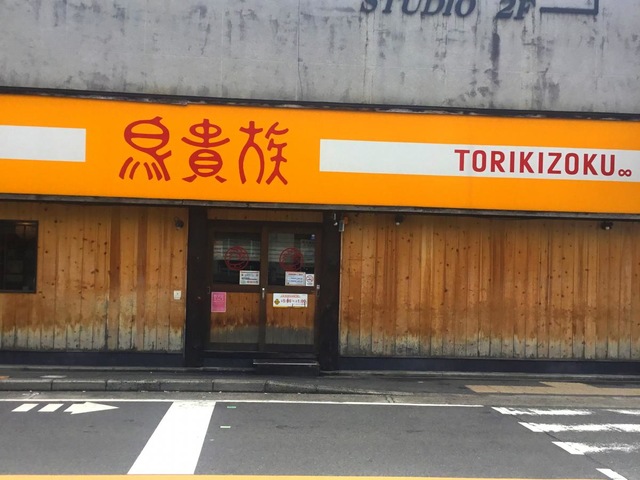 STUDIO 2F
鳥貴族
TORIKIZOKU∞